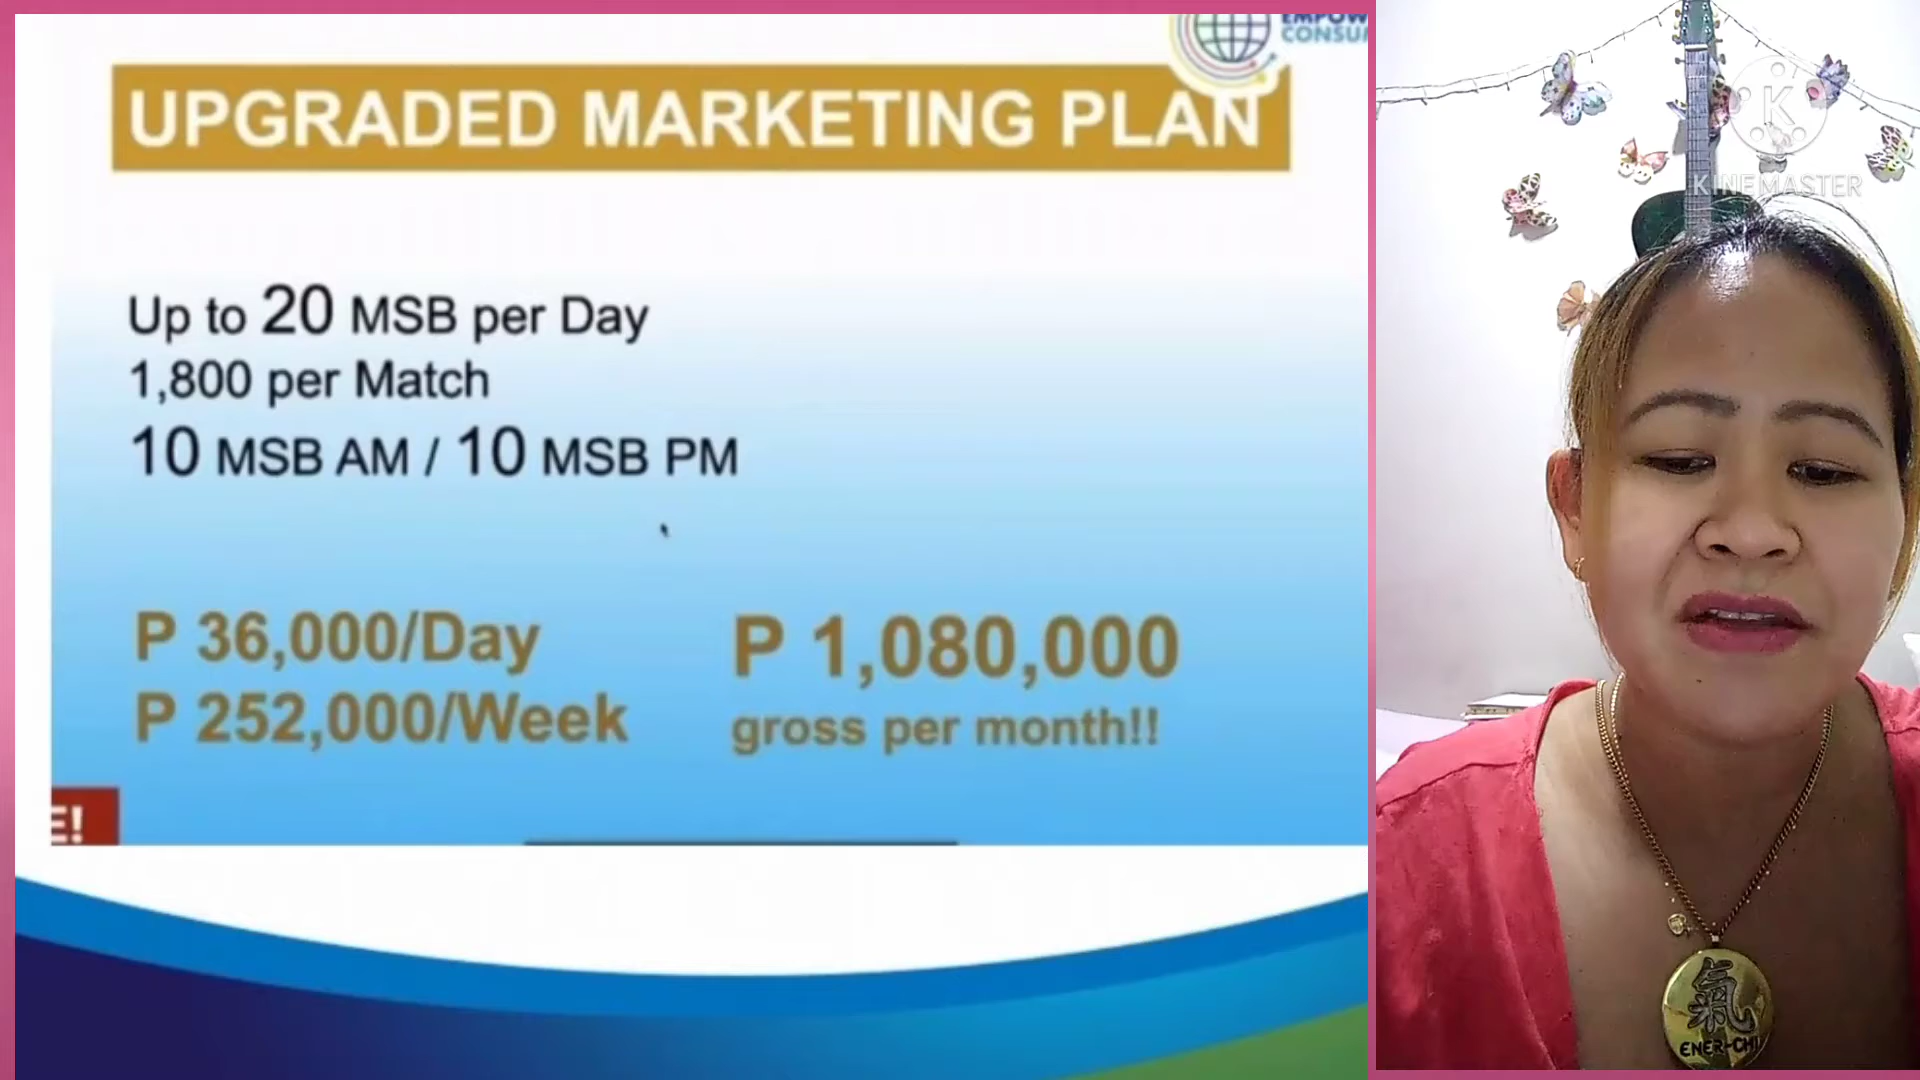 UPGRADED MARKETING PLAN
Up to 20 MSB per Day
1,800 per Match
10 MSB AM / 10 MSB PM
P 36,000/Day
P 252,000/Week
P 1,080,000
gross per month!!
E!
K
KINEMASTER
氣
ENER-CHI